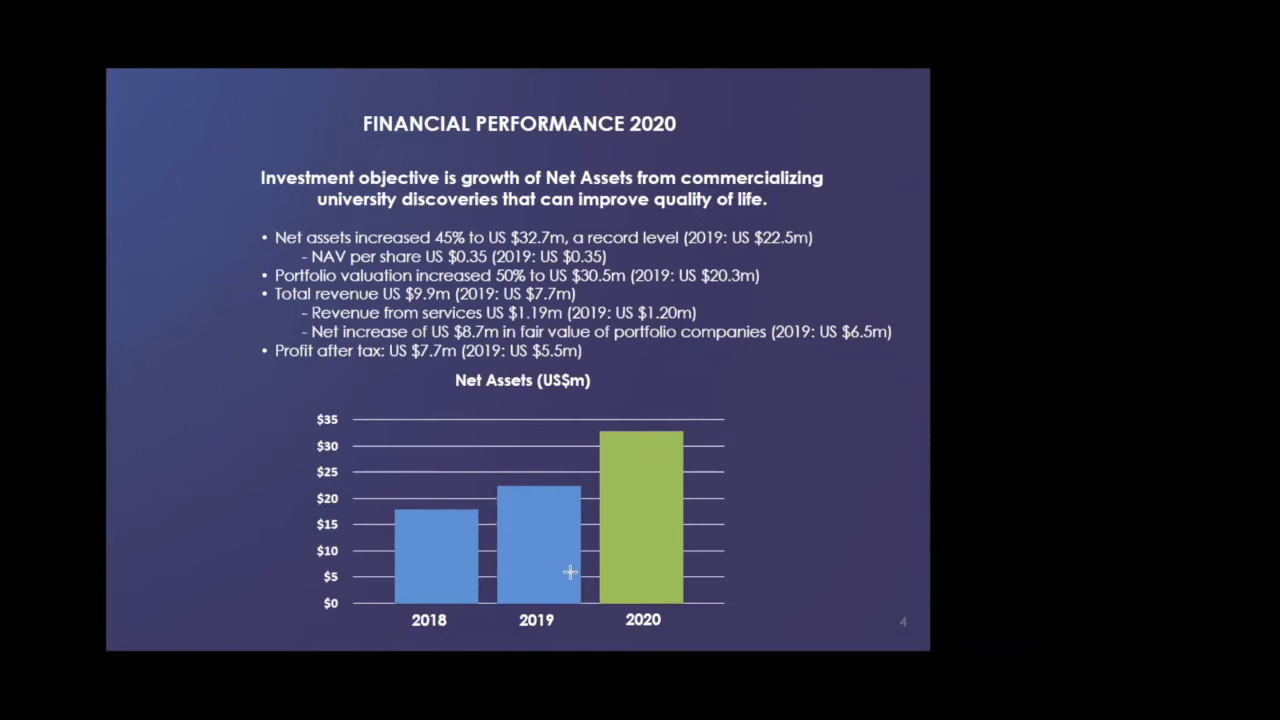 FINANCIAL PERFORMANCE 2020
Investment objective is growth of Net Assets from commercializing
university discoveries that can improve quality of life.
• Net assets increased 45% to US $32.7m, a record level (2019: US $22.5m)
- NAV per share US $0.35 (2019: US $0.35)
• Portfolio valuation increased 50% to US $30.5m (2019: US $20.3m)
• Total revenue US $9.9m (2019: US $7.7m)
- Revenue from services US $1.19m (2019: US $1.20m)
- Net increase of US $8.7m in fair value of portfolio companies (2019: US $6.5m)
• Profit after tax: US $7.7m (2019: US $5.5m)
Net Assets (US$m)
$35
$30
$25
$20
$15
$10
$5
$0
2018 2019 2020
4